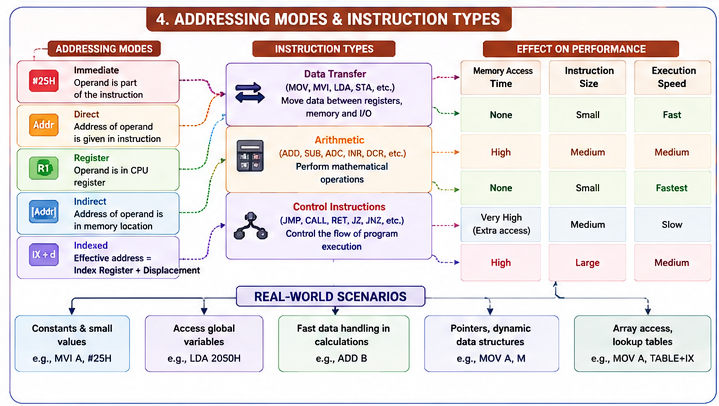 4. ADDRESSING MODES & INSTRUCTION TYPES
ADDRESSING MODES
#25H
Immediate
Operand is part
of the instruction
Addr
Direct
Address of operand
is given in instruction
R1
Register
Operand is in CPU
register
[Addr]
Indirect
Address of operand is
in memory location
IX + d
Indexed
Effective address =
Index Register + Displacement
INSTRUCTION TYPES
Data Transfer
(MOV, MVI, LDA, STA, etc.)
Move data between registers,
memory and I/O
Arithmetic
(ADD, SUB, ADC, INR, DCR, etc.)
Perform mathematical
operations
Control Instructions
(JMP, CALL, RET, JZ, JNZ, etc.)
Control the flow of program
execution
EFFECT ON PERFORMANCE
Memory Access
Time
Instruction
Size
Execution
Speed
None
Small
Fast
High
Medium
Medium
None
Small
Fastest
Very High
(Extra access)
Medium
Slow
High
Large
Medium
REAL-WORLD SCENARIOS
Constants & small
values
e.g., MVI A, #25H
Access global
variables
e.g., LDA 2050H
Fast data handling in
calculations
e.g., ADD B
Pointers, dynamic
data structures
e.g., MOV A, M
Array access,
lookup tables
e.g., MOV A, TABLE+IX